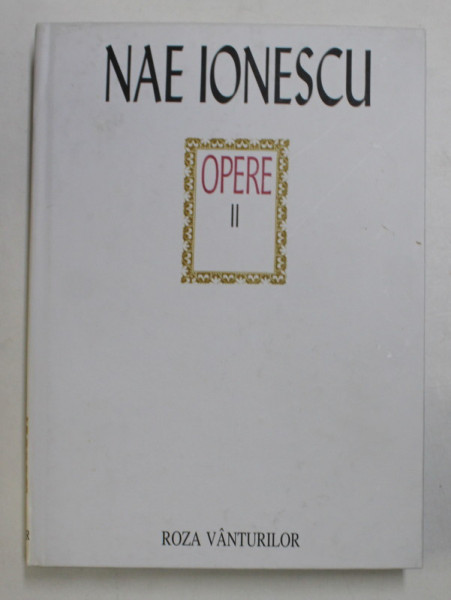 NAE IONESCU
OPERE
II
ROZA VÂNTURILOR